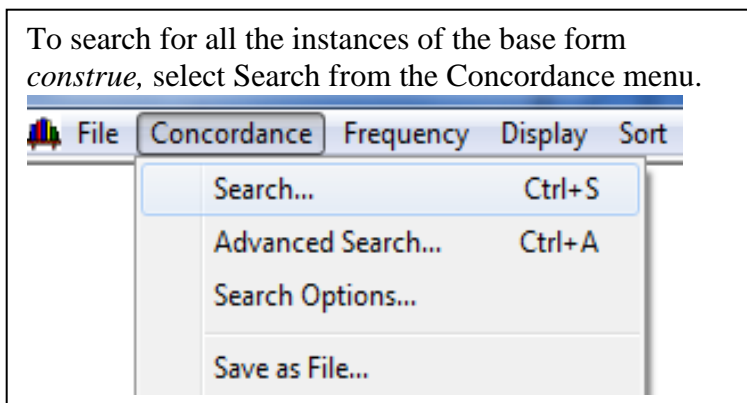 To search for all the instances of the base form
construe, select Search from the Concordance menu.
File Concordance Frequency Display Sort
Search... Ctrl+S
Advanced Search... Ctrl+A
Search Options...
Save as File...